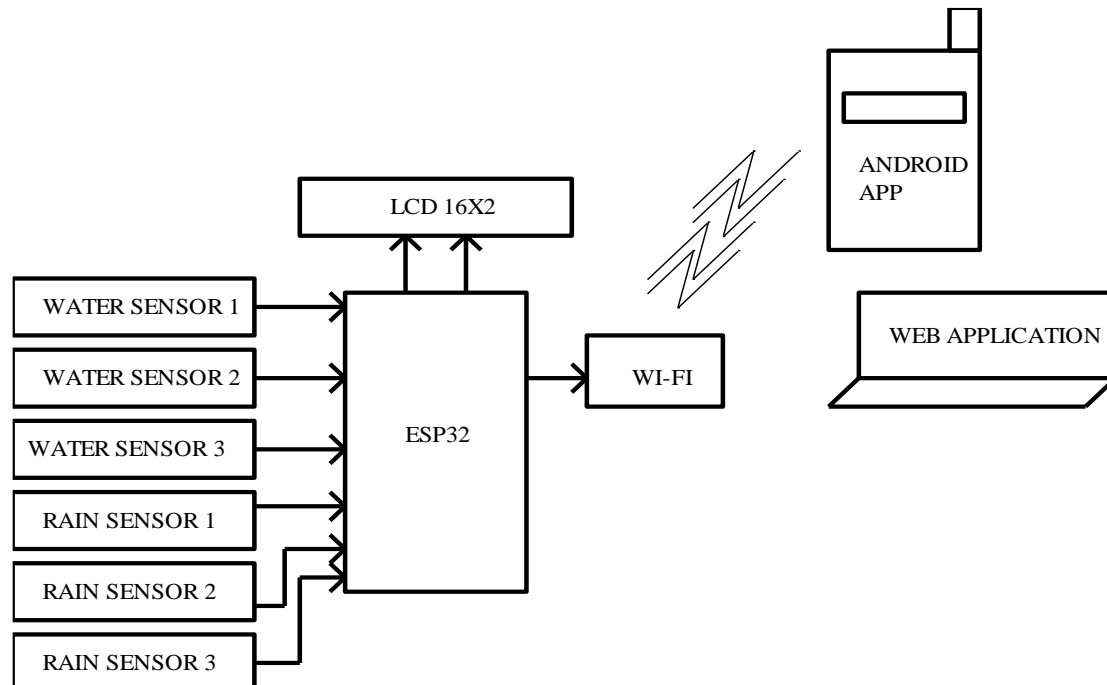 ANDROID
APP
LCD 16X2
WATER SENSOR 1
WATER SENSOR 2
WATER SENSOR 3
RAIN SENSOR 1
RAIN SENSOR 2
RAIN SENSOR 3
ESP32
WI-FI
WEB APPLICATION